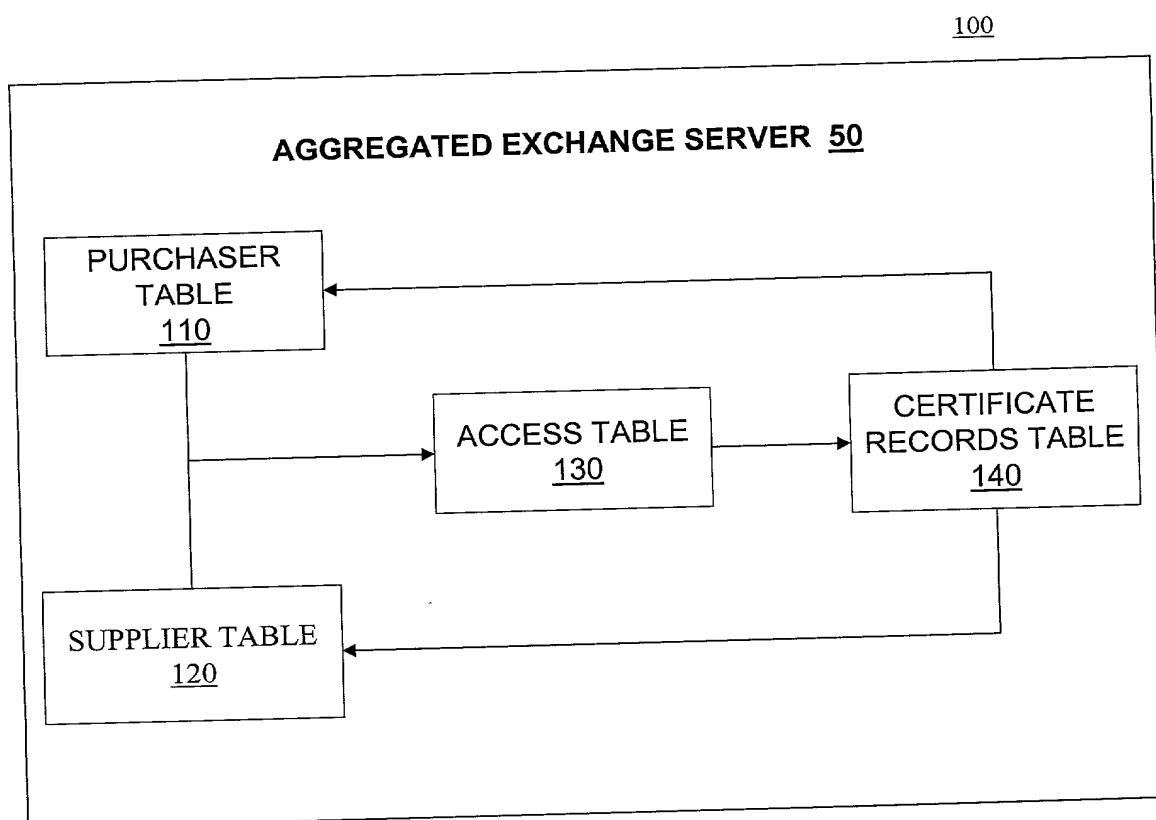 100
AGGREGATED EXCHANGE SERVER 50
PURCHASER
TABLE
110
ACCESS TABLE
130
CERTIFICATE
RECORDS TABLE
140
SUPPLIER TABLE
120